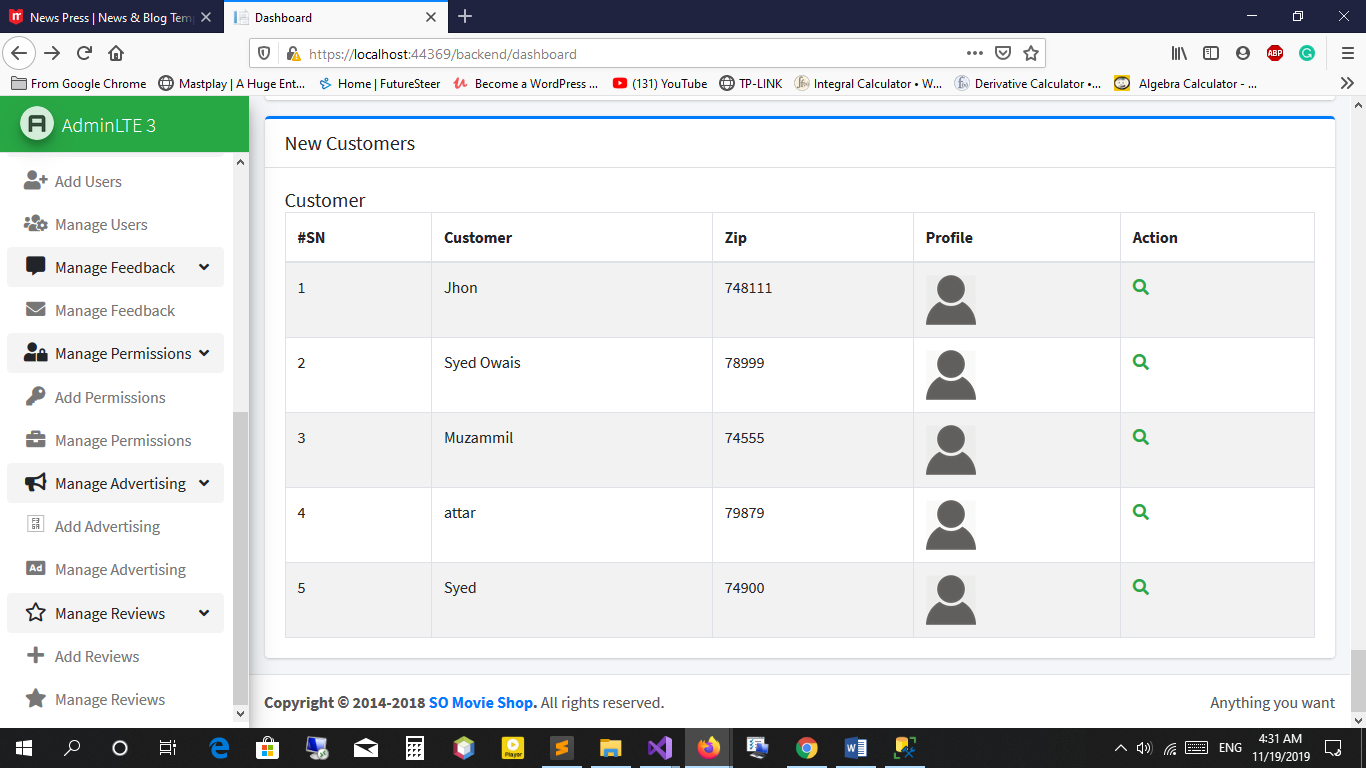 News Press | News & Blog Temp
Dashboard
https://localhost:44369/backend/dashboard
ABP
From Google Chrome
Mastplay | A Huge Ent...
Home | FutureSteer
Become a WordPress ...
(131) YouTube
TP-LINK
Integral Calculator • W...
Derivative Calculator •...
Algebra Calculator - ...
AdminLTE 3
Add Users
Manage Users
Manage Feedback
Manage Feedback
Manage Permissions
Add Permissions
Manage Permissions
Manage Advertising
Add Advertising
Ad Manage Advertising
Manage Reviews
Add Reviews
Manage Reviews
New Customers
Customer
#SN Customer Zip Profile Action
1 Jhon 748111
2 Syed Owais 78999
3 Muzammil 74555
4 attar 79879
5 Syed 74900
Copyright © 2014-2018 SO Movie Shop. All rights reserved.
Anything you want
Player
ENG
4:31 AM
11/19/2019